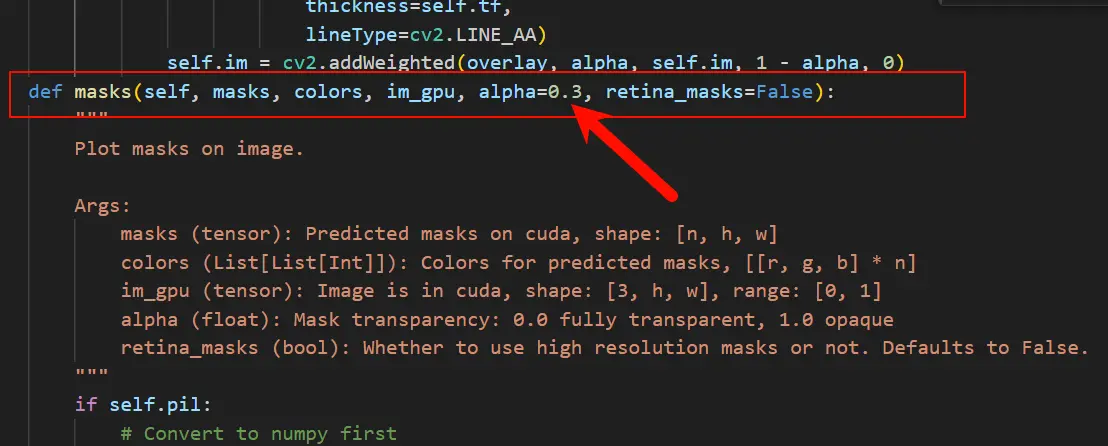 thickness=self.tf,
lineType=cv2.LINE_AA)
self.im = cv2.addWeighted(overlay, alpha, self.im, 1 - alpha, 0)
def masks(self, masks, colors, im_gpu, alpha=0.3, retina_masks=False):
"""
Plot masks on image.
Args:
masks (tensor): Predicted masks on cuda, shape: [n, h, w]
colors (List[List[Int]]): Colors for predicted masks, [[r, g, b] * n]
im_gpu (tensor): Image is in cuda, shape: [3, h, w], range: [0, 1]
alpha (float): Mask transparency: 0.0 fully transparent, 1.0 opaque
retina_masks (bool): Whether to use high resolution masks or not. Defaults to False.
"""
if self.pil:
# Convert to numpy first